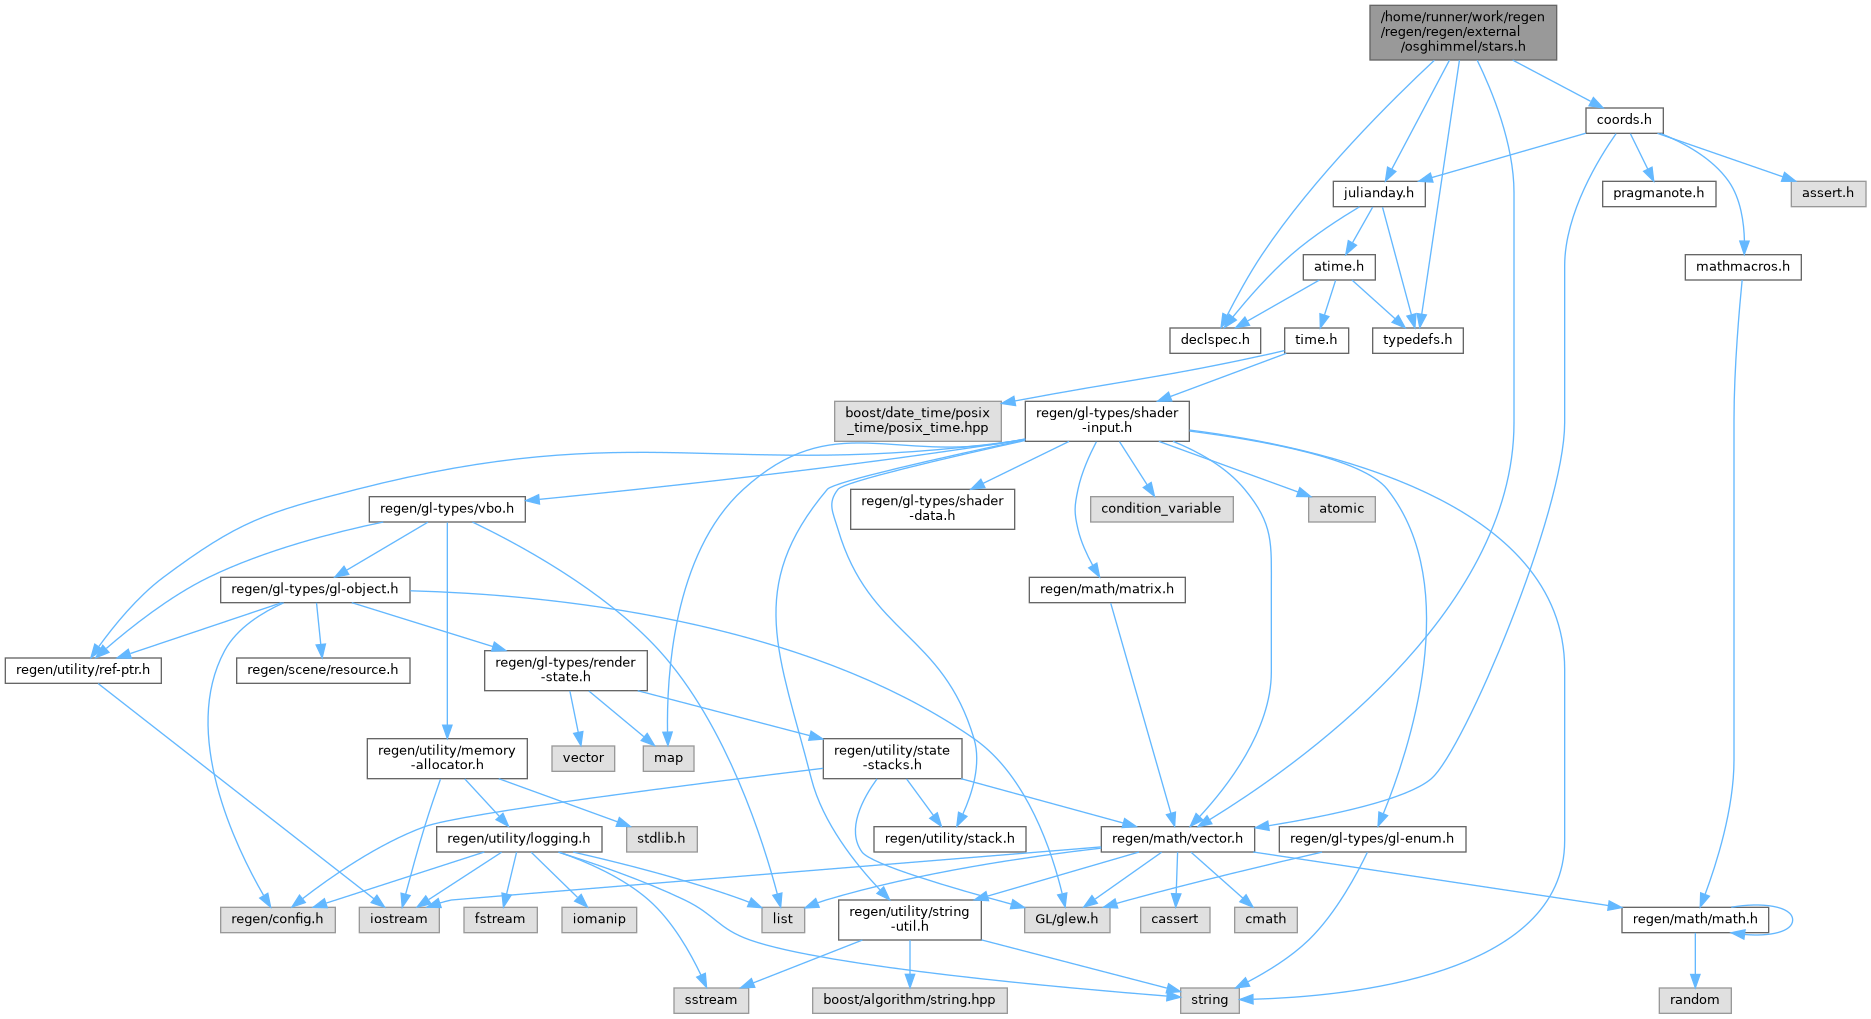 /home/runner/work/regen
/regen/regen/external
/osghimmel/stars.h
coords.h
julianday.h
pragmanote.h
assert.h
atime.h
mathmacros.h
declspec.h
time.h
typedefs.h
boost/date_time/posix
_time/posix_time.hpp
regen/gl-types/shader
-input.h
regen/gl-types/vbo.h
regen/gl-types/shader
-data.h
condition_variable
atomic
regen/gl-types/gl-object.h
regen/math/matrix.h
regen/utility/ref-ptr.h
regen/scene/resource.h
regen/gl-types/render
-state.h
regen/utility/memory
-allocator.h
vector
map
regen/utility/state
-stacks.h
regen/utility/logging.h
stdlib.h
regen/utility/stack.h
regen/math/vector.h
regen/gl-types/gl-enum.h
regen/config.h
iostream
fstream
iomanip
list
regen/utility/string
-util.h
GL/glew.h
cassert
cmath
regen/math/math.h
sstream
boost/algorithm/string.hpp
string
random